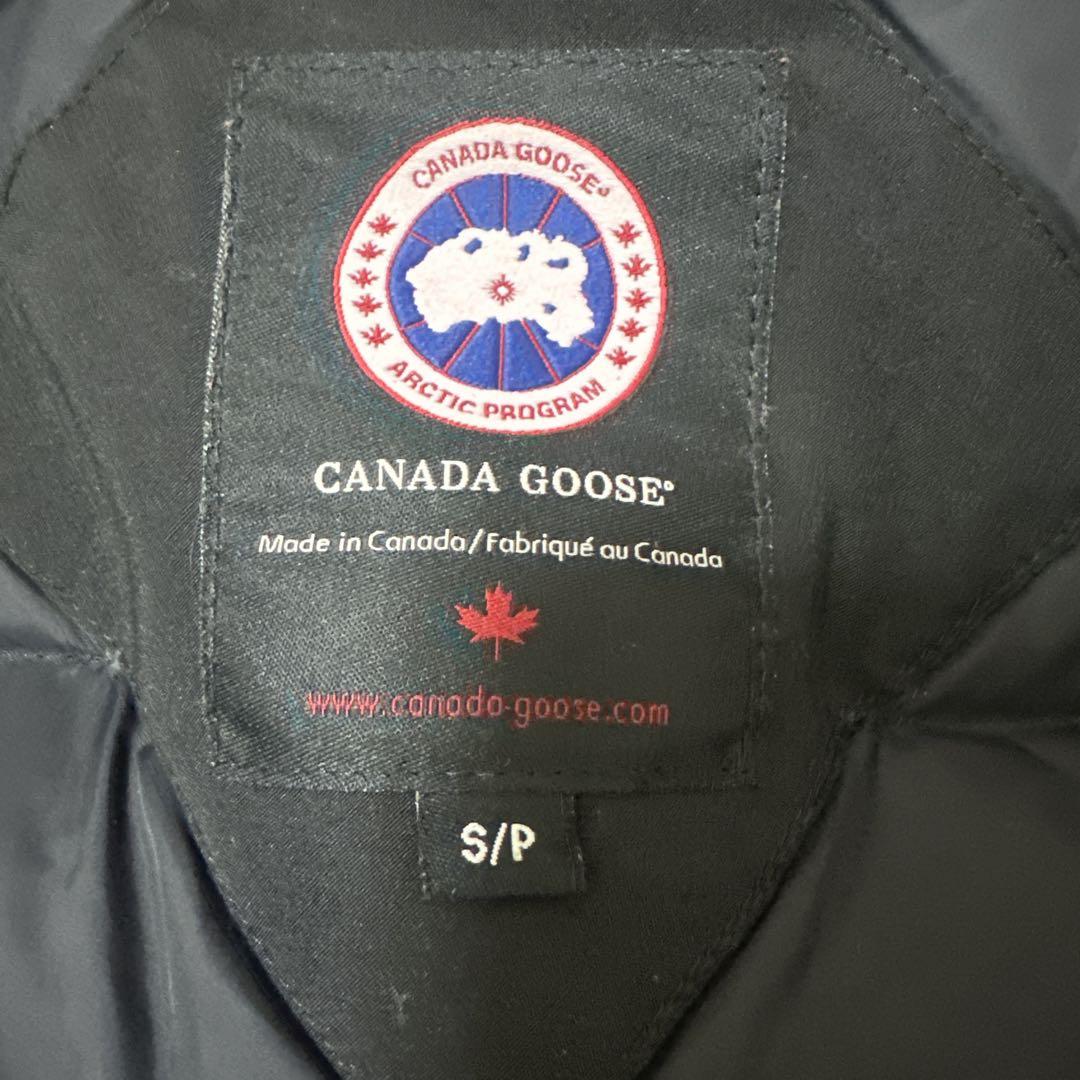 CANADA GOOSE®
ARCTIC PROGRAM
CANADA GOOSE®
Made in Canada/Fabriqué au Canada
www.canada-goose.com
S/P